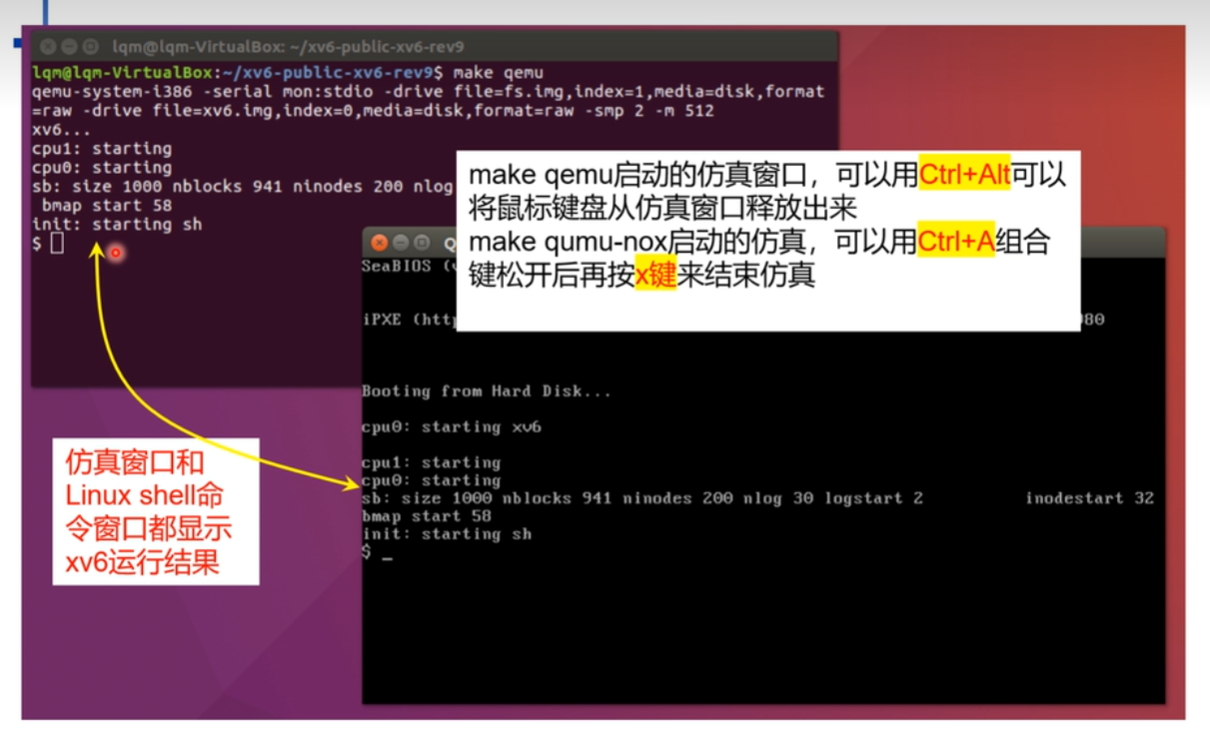 lqm@lqm-VirtualBox: ~/xv6-public-xv6-rev9
lqm@lqm-VirtualBox:~/xv6-public-xv6-rev9$ make qemu
qemu-system-i386 -serial mon:stdio -drive file=fs.img,index=1,media=disk,format
=raw -drive file=xv6.img,index=0,media=disk,format=raw -smp 2 -m 512
xv6...
cpu1: starting
cpu0: starting
sb: size 1000 nblocks 941 ninodes 200 nlog
bmap start 58
init: starting sh
$
make qemu启动的仿真窗口，可以用Ctrl+Alt可以
将鼠标键盘从仿真窗口释放出来
make qumu-nox启动的仿真，可以用Ctrl+A组合
键松开后再按x键来结束仿真
Q
SeaBIOS (
iPXE (htt
80
Booting from Hard Disk...
cpu0: starting xv6
cpu1: starting
cpu0: starting
sb: size 1000 nblocks 941 ninodes 200 nlog 30 logstart 2 inodestart 32
bmap start 58
init: starting sh
$ _
仿真窗口和
Linux shell命
令窗口都显示
xv6运行结果